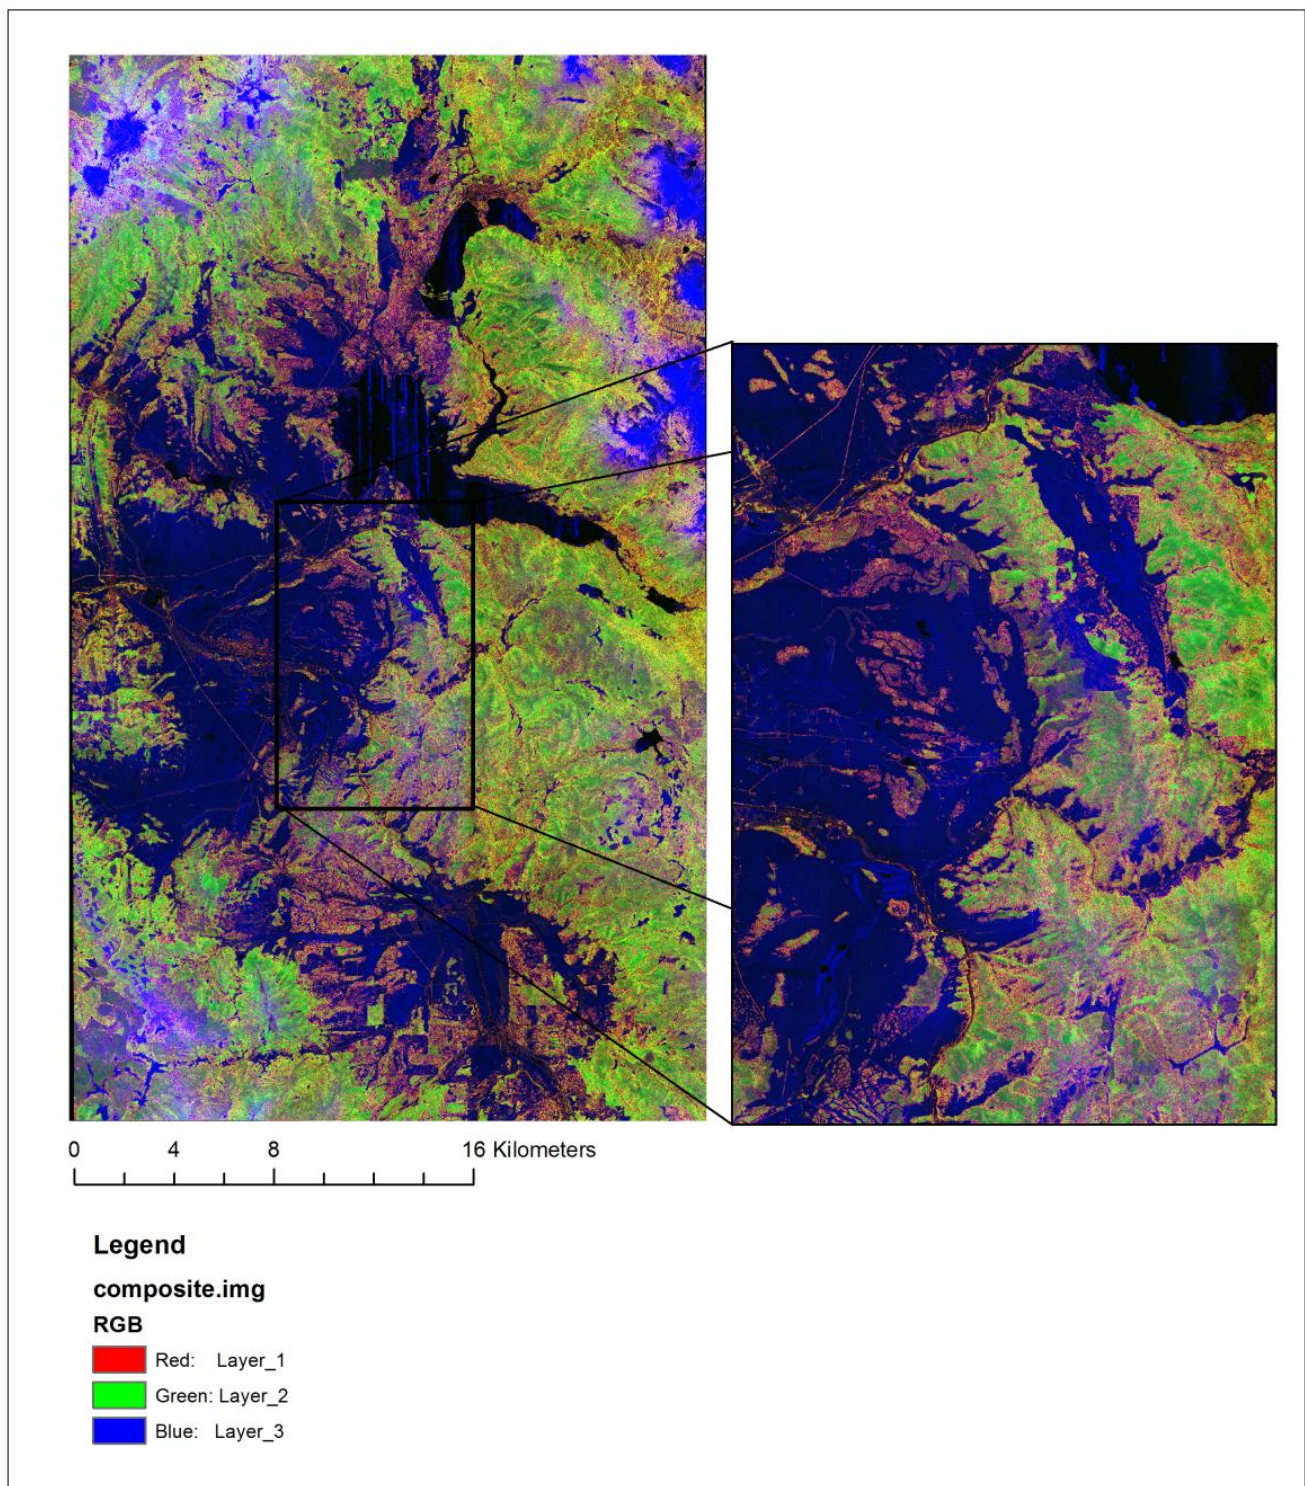 0 4 8 16 Kilometers
Legend
composite.img
RGB
Red: Layer_1
Green: Layer_2
Blue: Layer_3